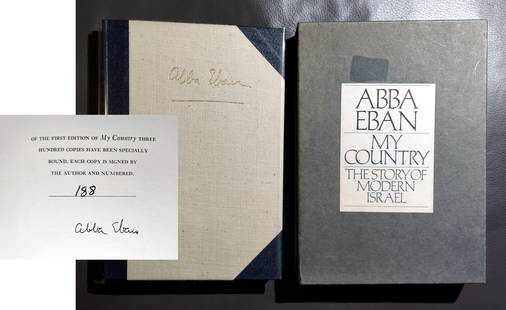 Abba Eban
ABBA
EBAN
MY
COUNTRY
THE STORY OF
MODERN
ISRAEL
OF THE FIRST EDITION OF My Country THREE
HUNDRED COPIES HAVE BEEN SPECIALLY
BOUND. EACH COPY IS SIGNED BY
THE AUTHOR AND NUMBERED.
188
Abba Eban